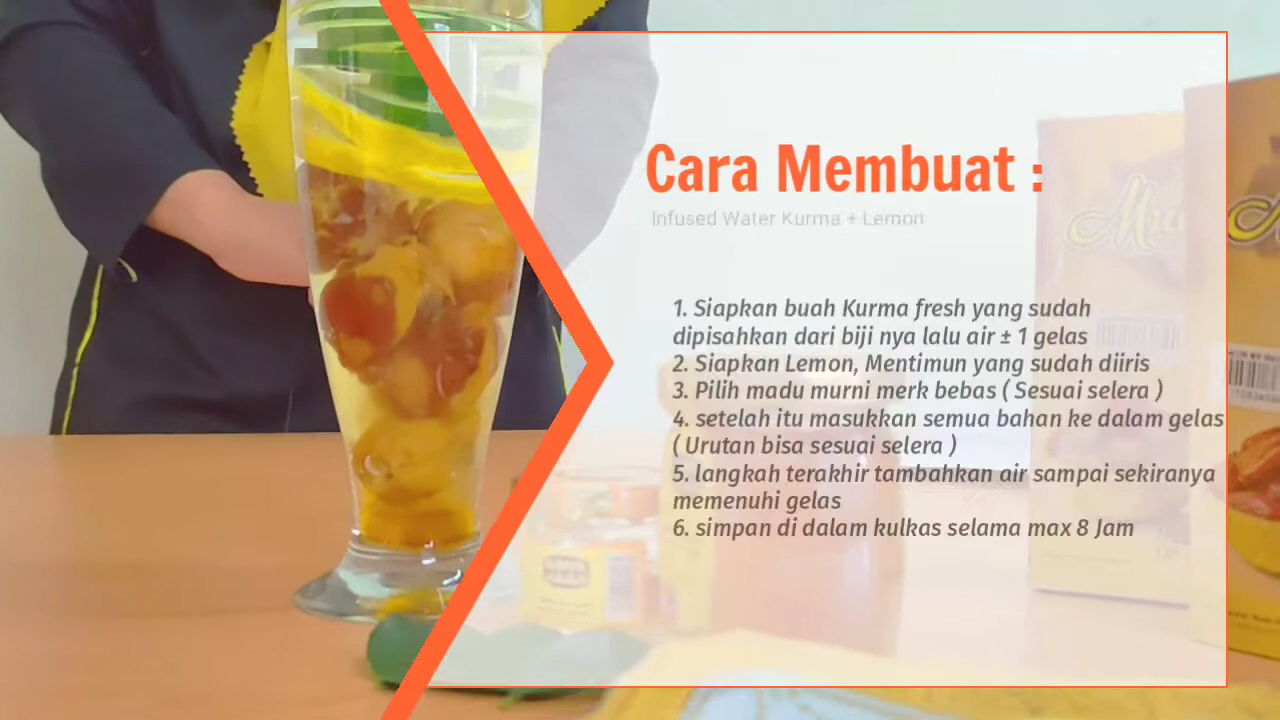 Cara Membuat :
Infused Water Kurma + Lemon
1. Siapkan buah Kurma fresh yang sudah
dipisahkan dari biji nya lalu air ± 1 gelas
2. Siapkan Lemon, Mentimun yang sudah diiris
3. Pilih madu murni merk bebas ( Sesuai selera )
4. setelah itu masukkan semua bahan ke dalam gelas
( Urutan bisa sesuai selera )
5. langkah terakhir tambahkan air sampai sekiranya
memenuhi gelas
6. simpan di dalam kulkas selama max 8 Jam